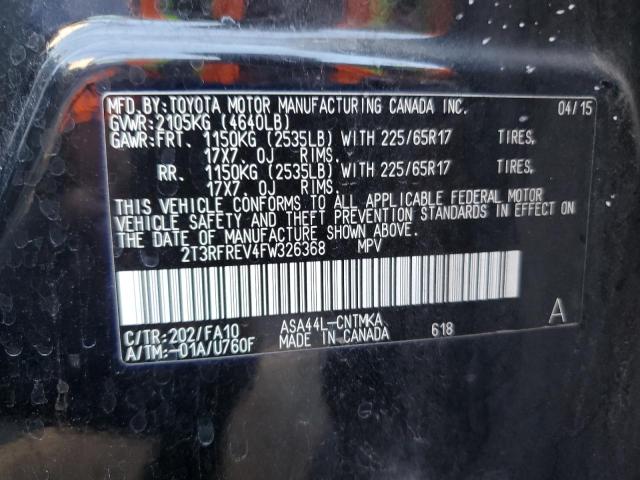 MFD.BY:TOYOTA MOTOR MANUFACTURING CANADA INC. 04/15
GVWR:2105KG (4640LB)
GAWR:FRT. 1150KG (2535LB) WITH 225/65R17 TIRES.
17X7.0J RIMS.
RR. 1150KG (2535LB) WITH 225/65R17 TIRES.
17X7.0J RIMS.
THIS VEHICLE CONFORMS TO ALL APPLICABLE FEDERAL MOTOR
VEHICLE SAFETY AND THEFT PREVENTION STANDARDS IN EFFECT ON
THE DATE OF MANUFACTURE SHOWN ABOVE.
2T3RFREV4FW326368 MPV
A
C/TR:202/FA10 ASA44L-CNTMKA 618
A/TM:-01A/U760F MADE IN CANADA